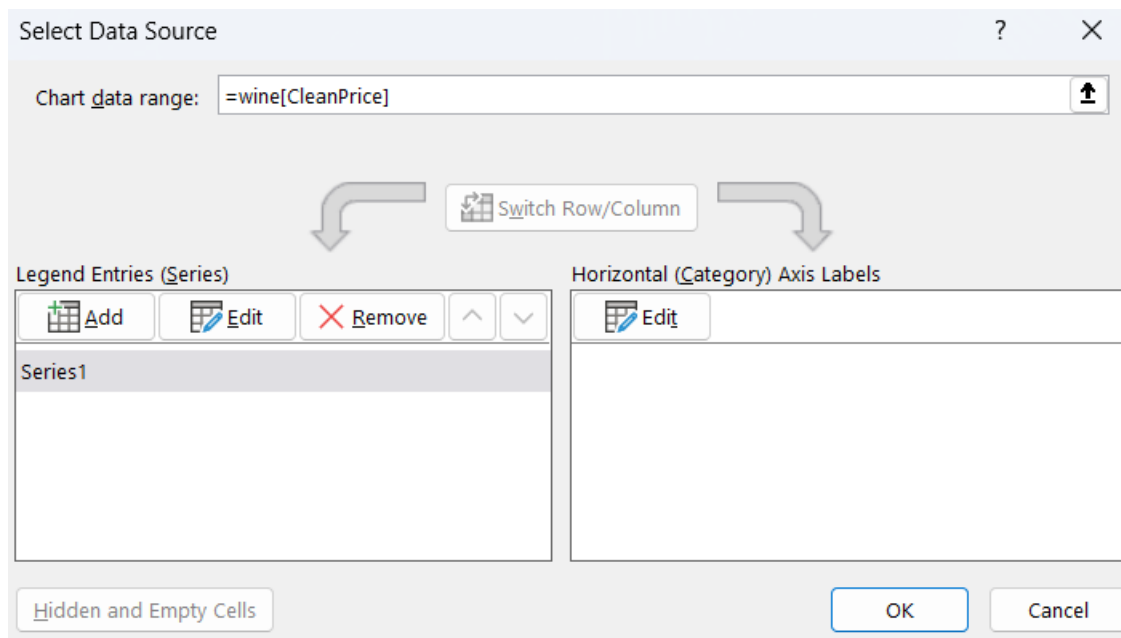 Select Data Source ?
Chart data range: =wine[CleanPrice]
Switch Row/Column
Legend Entries (Series)
Add Edit Remove
Series1
Horizontal (Category) Axis Labels
Edit
Hidden and Empty Cells
OK Cancel